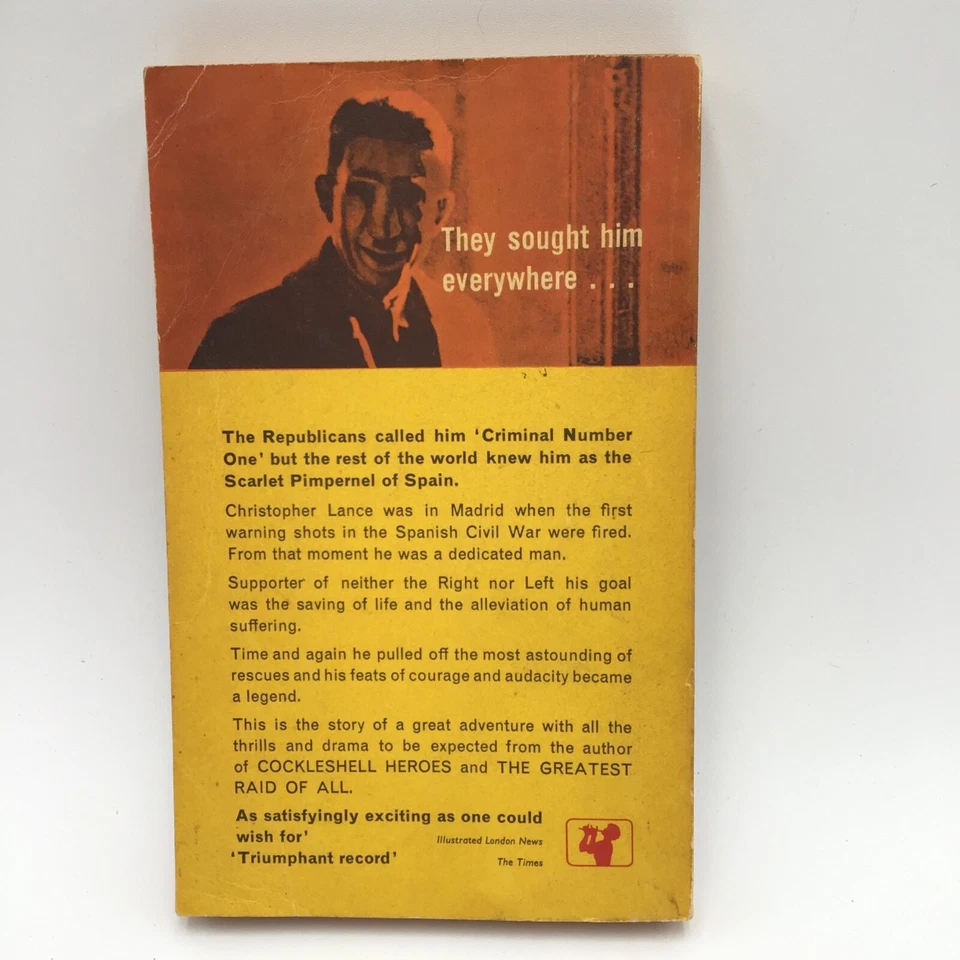 They sought him
everywhere . . .
The Republicans called him ‘Criminal Number
One’ but the rest of the world knew him as the
Scarlet Pimpernel of Spain.
Christopher Lance was in Madrid when the first
warning shots in the Spanish Civil War were fired.
From that moment he was a dedicated man.
Supporter of neither the Right nor Left his goal
was the saving of life and the alleviation of human
suffering.
Time and again he pulled off the most astounding of
rescues and his feats of courage and audacity became
a legend.
This is the story of a great adventure with all the
thrills and drama to be expected from the author
of COCKLESHELL HEROES and THE GREATEST
RAID OF ALL.
As satisfyingly exciting as one could
wish for’
Illustrated London News
‘Triumphant record’
The Times